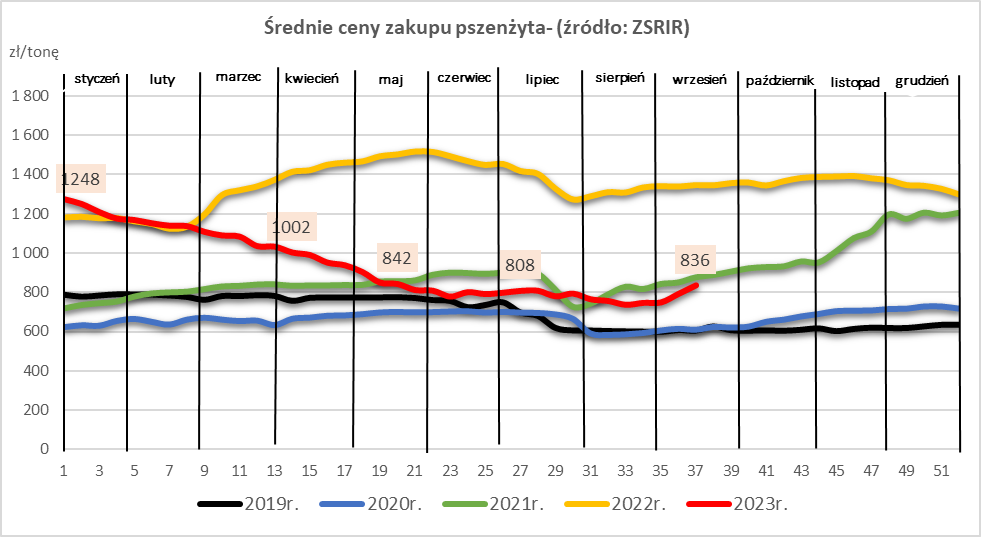 Średnie ceny zakupu pszenżyta- (źródło: ZSRIR)
zł/tonę
styczeń luty marzec kwiecień maj czerwiec lipiec sierpień wrzesień październik listopad grudzień
1 800
1 600
1 400
1248
1 200
1002
1 000
842 808 836
800
600
400
200
0
1 3 5 7 9 11 13 15 17 19 21 23 25 27 29 31 33 35 37 39 41 43 45 47 49 51
2019r. 2020r. 2021r. 2022r. 2023r.